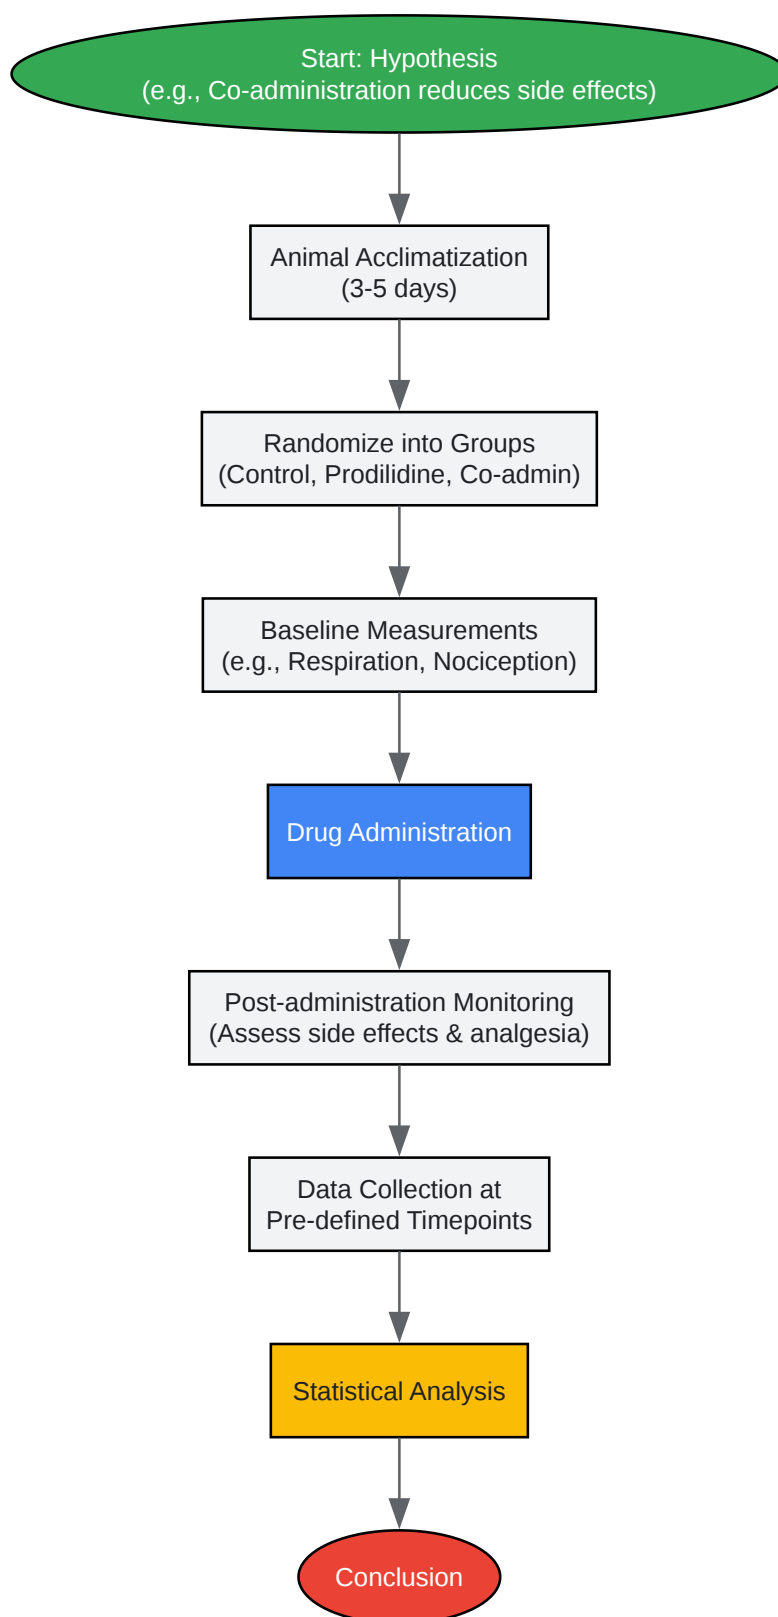 Start: Hypothesis
(e.g., Co-administration reduces side effects)
Animal Acclimatization
(3-5 days)
Randomize into Groups
(Control, Prodilidine, Co-admin)
Baseline Measurements
(e.g., Respiration, Nociception)
Drug Administration
Post-administration Monitoring
(Assess side effects & analgesia)
Data Collection at
Pre-defined Timepoints
Statistical Analysis
Conclusion